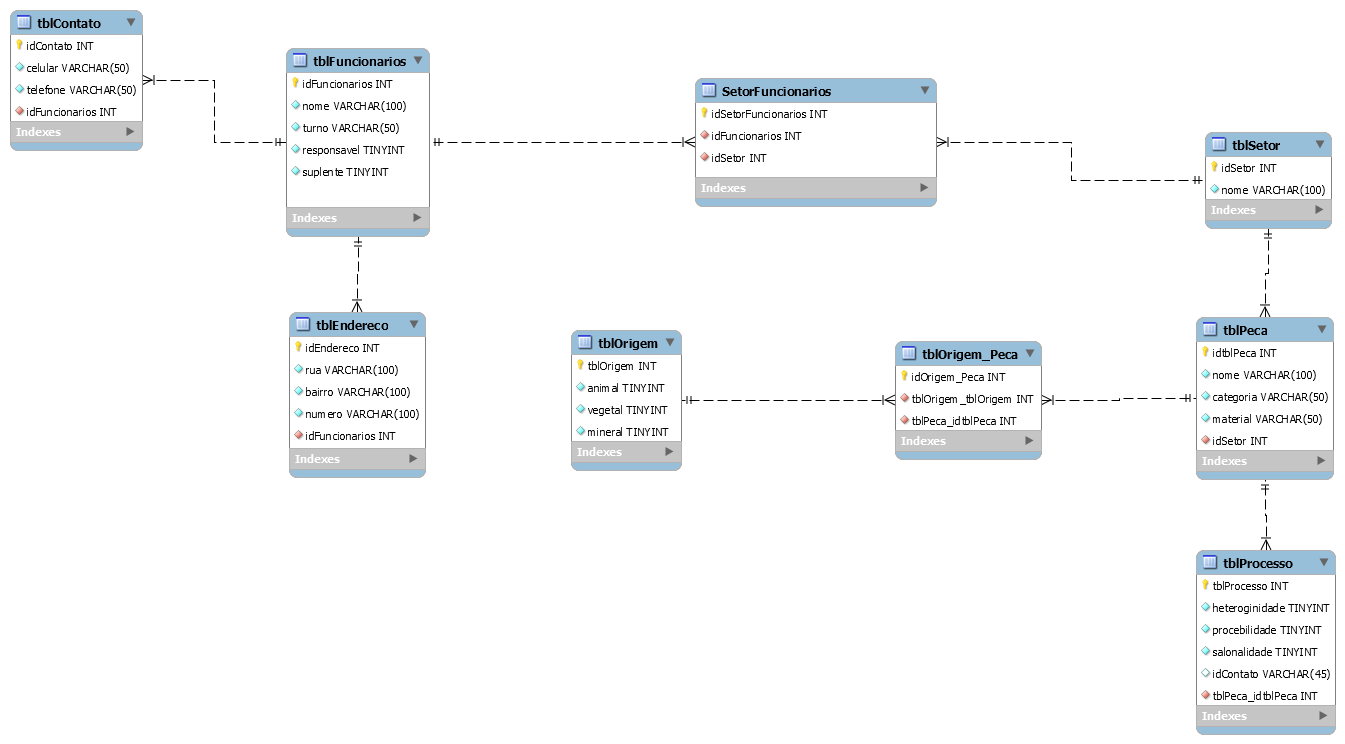 tblContato
idContato INT
celular VARCHAR(50)
telefone VARCHAR(50)
idFuncionarios INT
Indexes
tblFuncionarios
idFuncionarios INT
nome VARCHAR(100)
turno VARCHAR(50)
responsavel TINYINT
suplente TINYINT
Indexes
SetorFuncionarios
idSetorFuncionarios INT
idFuncionarios INT
idSetor INT
Indexes
tblSetor
idSetor INT
nome VARCHAR(100)
Indexes
tblEndereco
idEndereco INT
rua VARCHAR(100)
bairro VARCHAR(100)
numero VARCHAR(100)
idFuncionarios INT
Indexes
tblOrigem
tblOrigem INT
animal TINYINT
vegetal TINYINT
mineral TINYINT
Indexes
tblOrigem_Peca
idOrigem_Peca INT
tblOrigem_tblOrigem INT
tblPeca_idtblPeca INT
Indexes
tblPeca
idtblPeca INT
nome VARCHAR(100)
categoria VARCHAR(50)
material VARCHAR(50)
idSetor INT
Indexes
tblProcesso
tblProcesso INT
heteroginidade TINYINT
procebilidade TINYINT
salonalidade TINYINT
idContato VARCHAR(45)
tblPeca_idtblPeca INT
Indexes